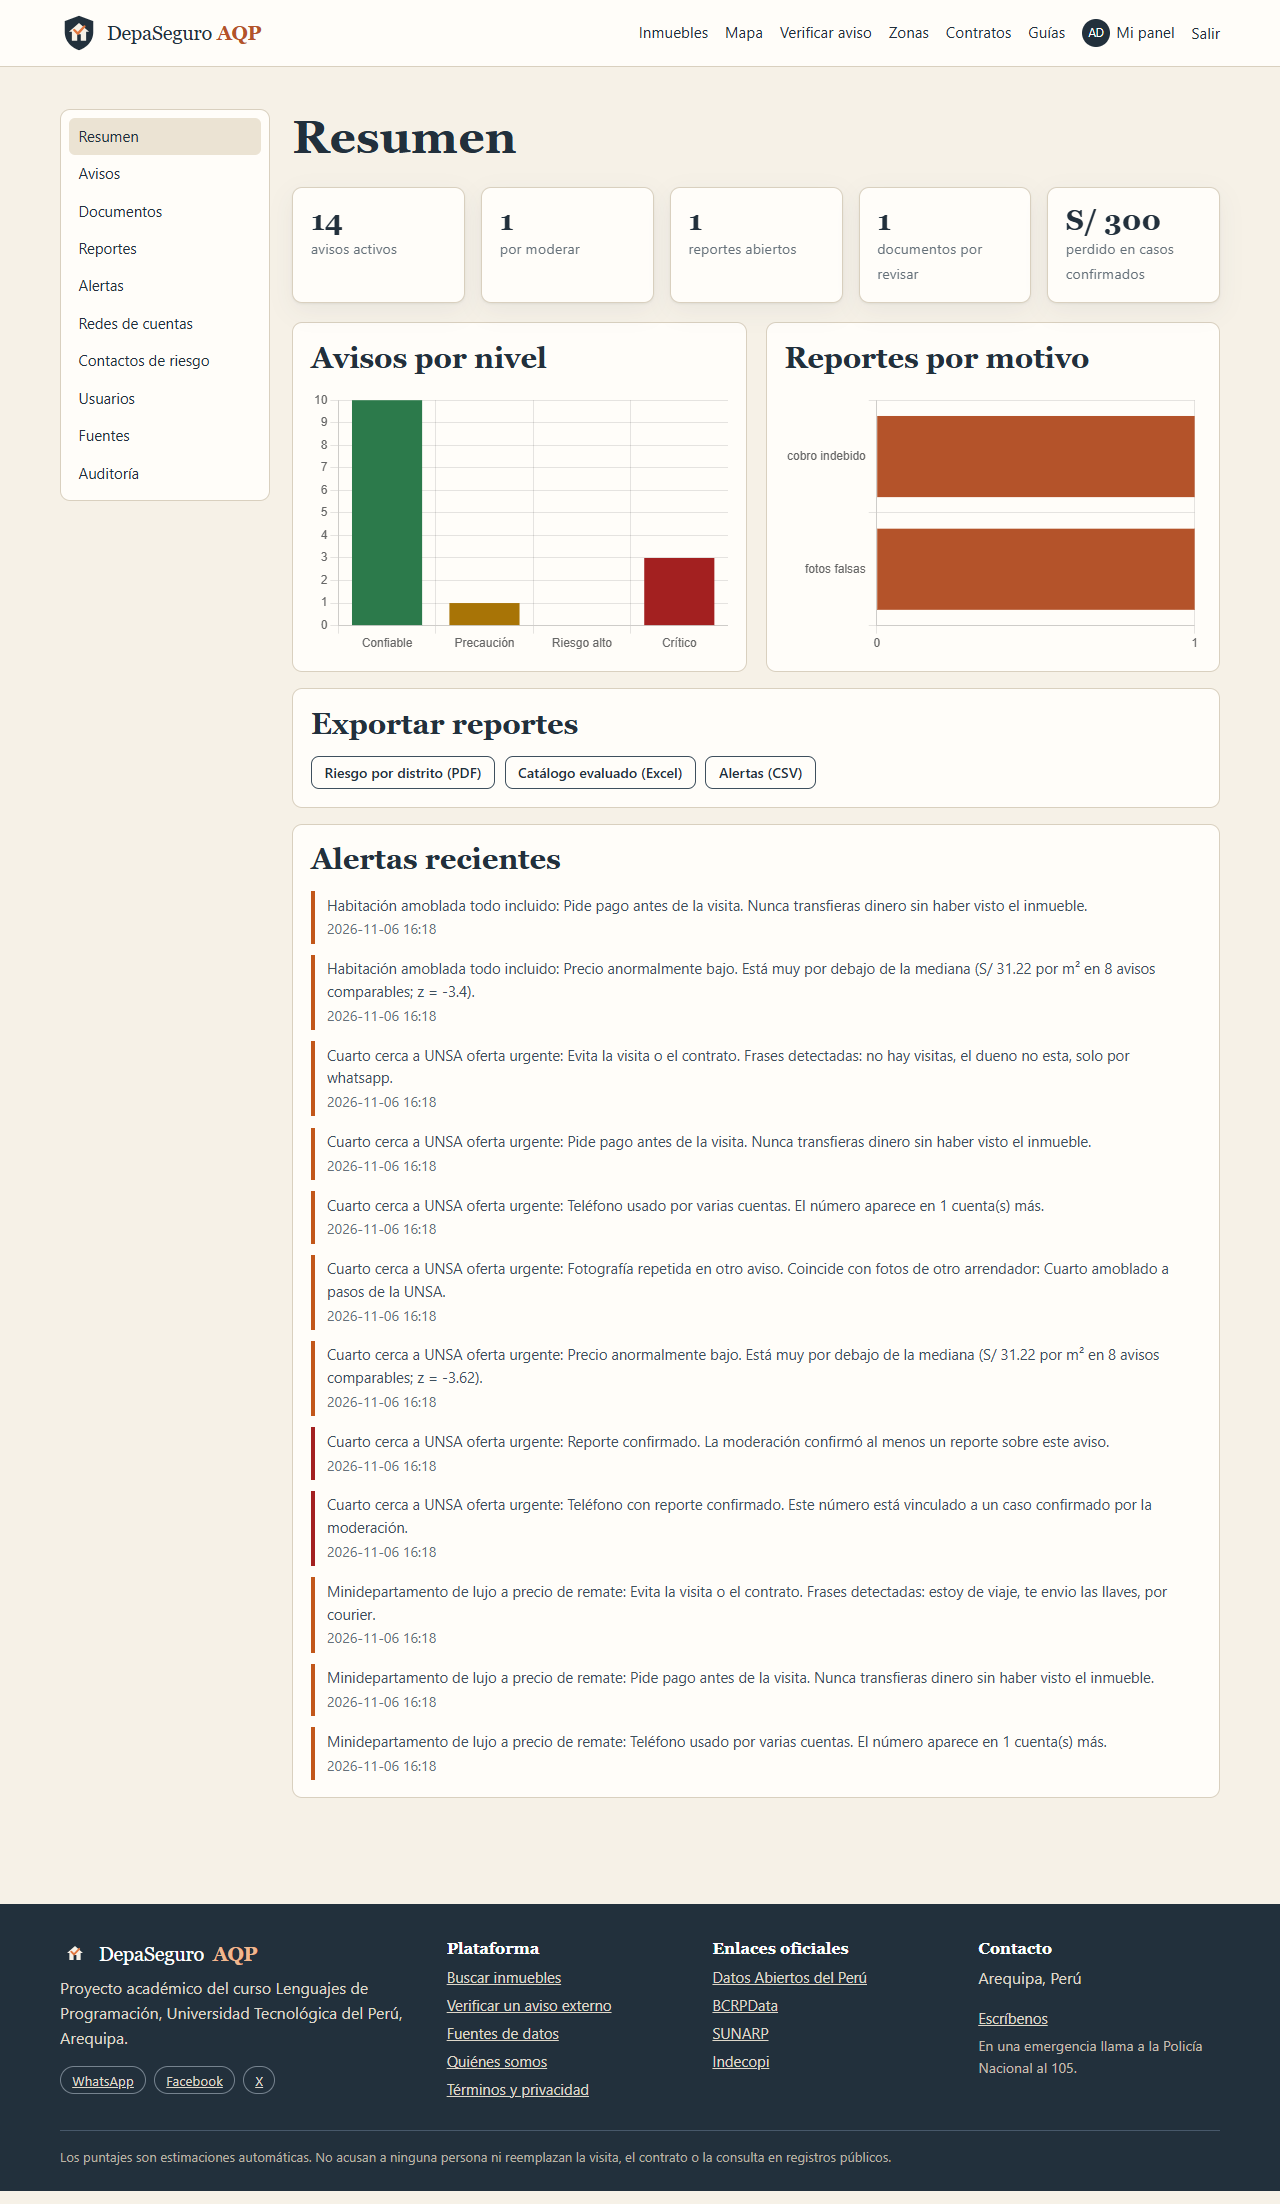 DepaSeguro AQP
Inmuebles Mapa Verificar aviso Zonas Contratos Guías AD Mi panel Salir
Resumen
Avisos
Documentos
Reportes
Alertas
Redes de cuentas
Contactos de riesgo
Usuarios
Fuentes
Auditoría
Resumen
14
avisos activos
1
por moderar
1
reportes abiertos
1
documentos por
revisar
S/ 300
perdido en casos
confirmados
Avisos por nivel
10
9
8
7
6
5
4
3
2
1
0
Confiable Precaución Riesgo alto Crítico
Reportes por motivo
cobro indebido
fotos falsas
0 1
Exportar reportes
Riesgo por distrito (PDF) Catálogo evaluado (Excel) Alertas (CSV)
Alertas recientes
Habitación amoblada todo incluido: Pide pago antes de la visita. Nunca transfieras dinero sin haber visto el inmueble.
2026-11-06 16:18
Habitación amoblada todo incluido: Precio anormalmente bajo. Está muy por debajo de la mediana (S/ 31.22 por m² en 8 avisos
comparables; z = -3.4).
2026-11-06 16:18
Cuarto cerca a UNSA oferta urgente: Evita la visita o el contrato. Frases detectadas: no hay visitas, el dueno no esta, solo por
whatsapp.
2026-11-06 16:18
Cuarto cerca a UNSA oferta urgente: Pide pago antes de la visita. Nunca transfieras dinero sin haber visto el inmueble.
2026-11-06 16:18
Cuarto cerca a UNSA oferta urgente: Teléfono usado por varias cuentas. El número aparece en 1 cuenta(s) más.
2026-11-06 16:18
Cuarto cerca a UNSA oferta urgente: Fotografía repetida en otro aviso. Coincide con fotos de otro arrendador: Cuarto amoblado a
pasos de la UNSA.
2026-11-06 16:18
Cuarto cerca a UNSA oferta urgente: Precio anormalmente bajo. Está muy por debajo de la mediana (S/ 31.22 por m² en 8 avisos
comparables; z = -3.62).
2026-11-06 16:18
Cuarto cerca a UNSA oferta urgente: Reporte confirmado. La moderación confirmó al menos un reporte sobre este aviso.
2026-11-06 16:18
Cuarto cerca a UNSA oferta urgente: Teléfono con reporte confirmado. Este número está vinculado a un caso confirmado por la
moderación.
2026-11-06 16:18
Minidepartamento de lujo a precio de remate: Evita la visita o el contrato. Frases detectadas: estoy de viaje, te envio las llaves, por
courier.
2026-11-06 16:18
Minidepartamento de lujo a precio de remate: Pide pago antes de la visita. Nunca transfieras dinero sin haber visto el inmueble.
2026-11-06 16:18
Minidepartamento de lujo a precio de remate: Teléfono usado por varias cuentas. El número aparece en 1 cuenta(s) más.
2026-11-06 16:18
DepaSeguro AQP
Proyecto académico del curso Lenguajes de
Programación, Universidad Tecnológica del Perú,
Arequipa.
WhatsApp Facebook X
Plataforma
Buscar inmuebles
Verificar un aviso externo
Fuentes de datos
Quiénes somos
Términos y privacidad
Enlaces oficiales
Datos Abiertos del Perú
BCRPData
SUNARP
Indecopi
Contacto
Arequipa, Perú
Escríbenos
En una emergencia llama a la Policía
Nacional al 105.
Los puntajes son estimaciones automáticas. No acusan a ninguna persona ni reemplazan la visita, el contrato o la consulta en registros públicos.